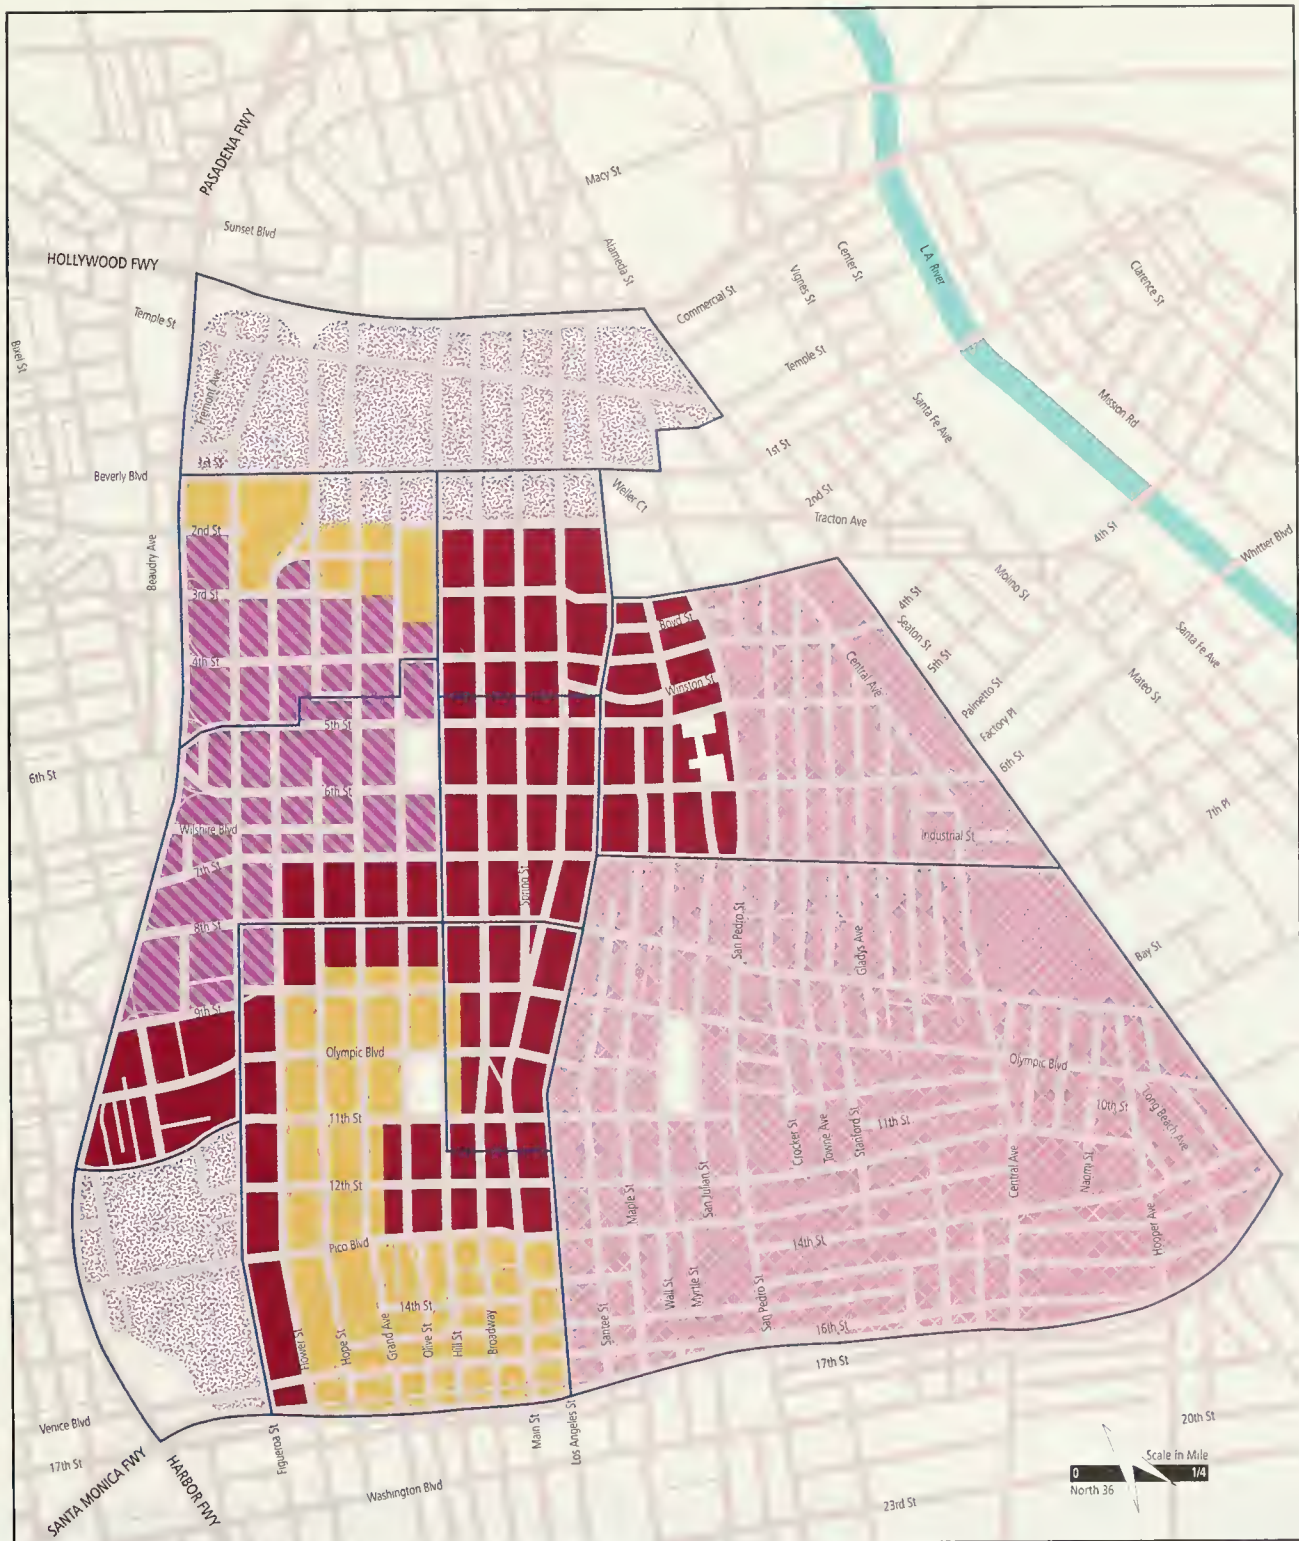 PASADENA FWY
Macy St
Sunset Blvd
HOLLYWOOD FWY
Alameda St
Center St
Vignes St
L.A. River
Clarence St
Commercial St
Temple St
Bixel St
Temple St
Fremont Ave
Santa Fe Ave
Mission Rd
1st St
1st St
Beverly Blvd
Weller Ct
2nd St
Tracton Ave
2nd St
4th St
Whittier Blvd
Beaudry Ave
3rd St
Molino St
4th St
Boyd St
Seaton St
5th St
Santa Fe Ave
4th St
Central Ave
Winston St
Mateo St
Palmetto St
5th St
Factory Pl
6th St
6th St
6th St
7th Pl
Wilshire Blvd
Industrial St
7th St
Spring St
8th St
San Pedro St
Gladys Ave
Bay St
9th St
Olympic Blvd
Olympic Blvd
11th St
10th St
Long Beach Ave
Crocker St
Towne Ave
Stanford St
11th St
12th St
Maple St
San Julian St
Central Ave
Naomi St
Hooper Ave
Pico Blvd
14th St
14th St
Wall St
Myrtle St
San Pedro St
Flower St
Hope St
Grand Ave
Olive St
Hill St
Broadway
Santee St
16th St
17th St
Venice Blvd
Figueroa St
Main St
Los Angeles St
20th St
17th St
SANTA MONICA FWY
HARBOR FWY
Washington Blvd
23rd St
Scale in Mile
0 1/4
North 36